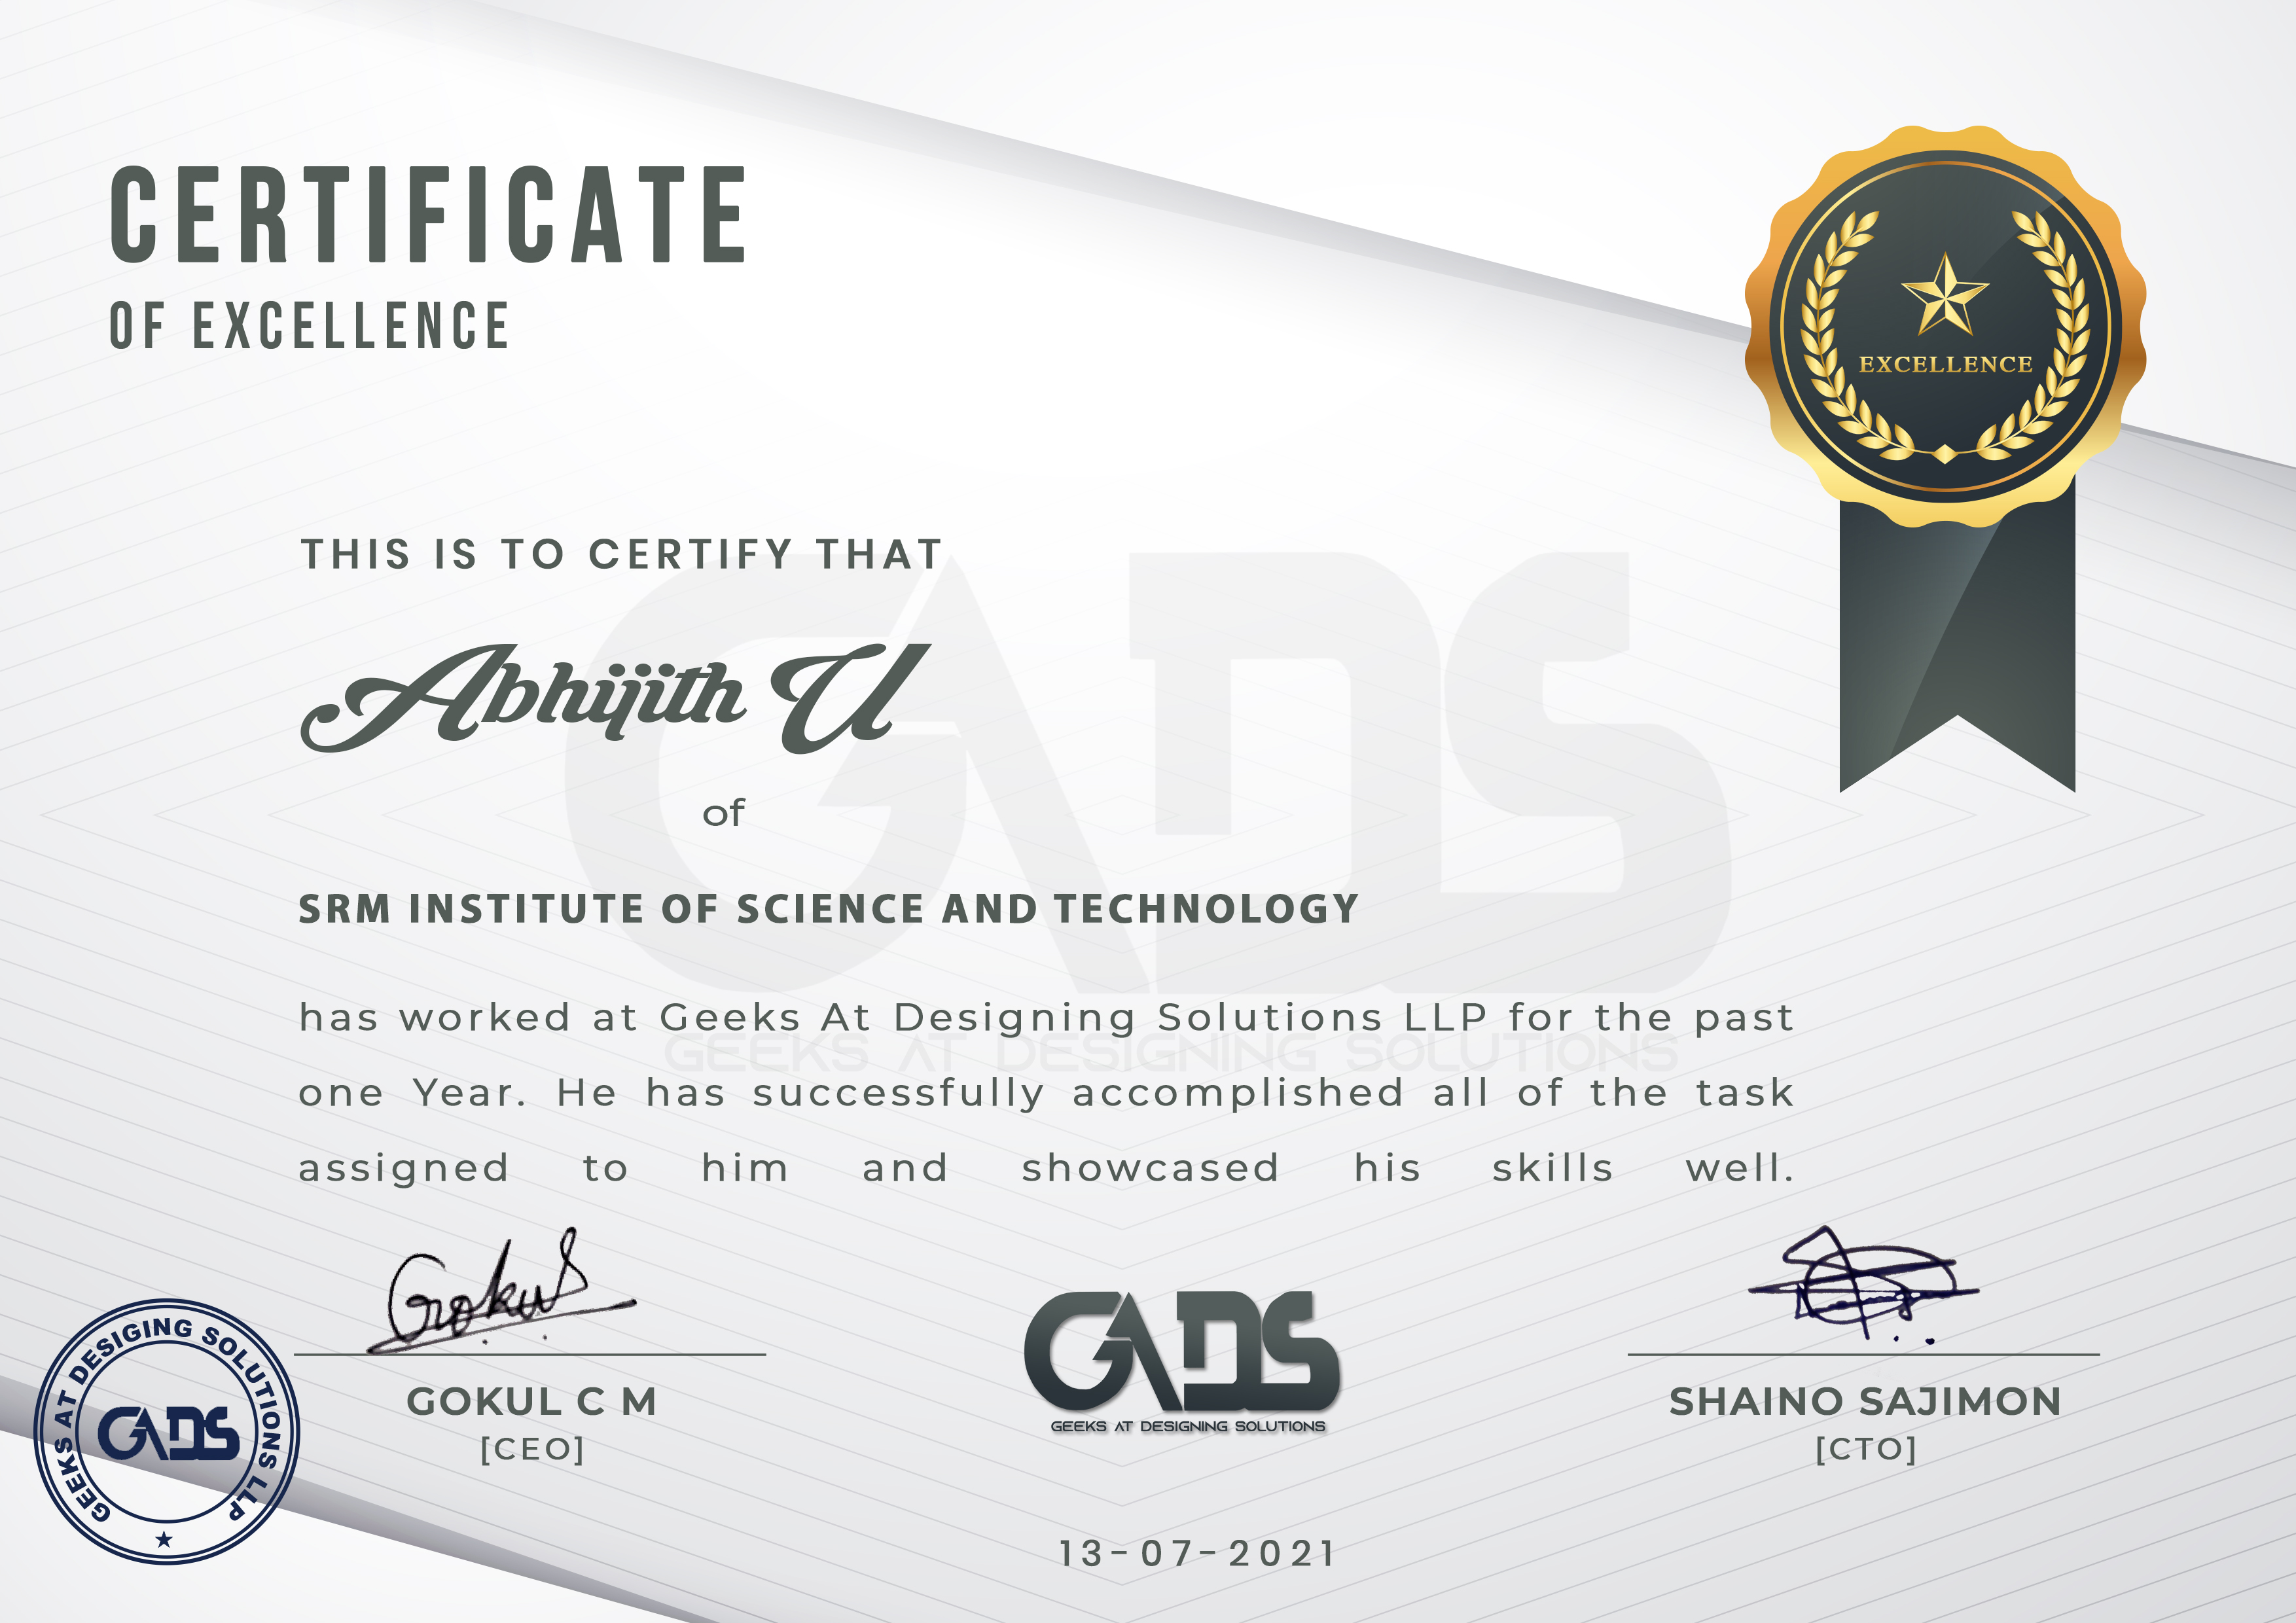 CERTIFICATE
OF EXCELLENCE
EXCELLENCE
THIS IS TO CERTIFY THAT
Abhijith U
of
SRM INSTITUTE OF SCIENCE AND TECHNOLOGY
has worked at Geeks At Designing Solutions LLP for the past
one Year. He has successfully accomplished all of the task
assigned to him and showcased his skills well.
GADS
GEEKS AT DESIGNING SOLUTIONS
Gokul
GOKUL C M
[CEO]
GADS
GEEKS AT DESIGNING SOLUTIONS
SHAINO SAJIMON
[CTO]
GEEKS AT DESIGING SOLUTIONS LLP
GADS
13-07-2021